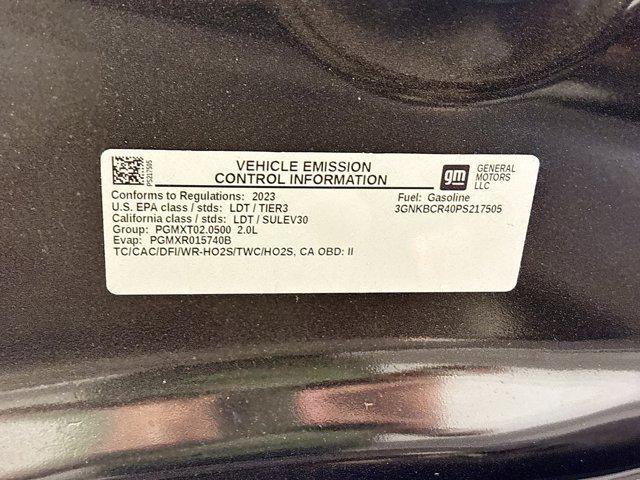 VEHICLE EMISSION
CONTROL INFORMATION
PS217505
gm
GENERAL
MOTORS
LLC
Conforms to Regulations: 2023
Fuel: Gasoline
U.S. EPA class / stds: LDT / TIER3
3GNKBCR40PS217505
California class / stds: LDT / SULEV30
Group: PGMXT02.0500 2.0L
Evap: PGMXR015740B
TC/CAC/DFI/WR-HO2S/TWC/HO2S, CA OBD: II